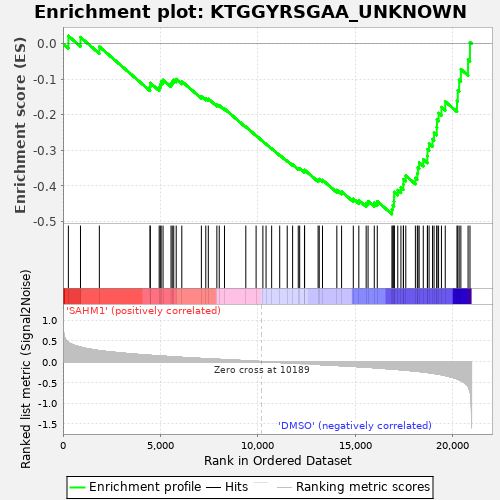 Enrichment plot: KTGGYRSGAA_UNKNOWN
Enrichment score (ES)
0.0
-0.1
-0.2
-0.3
-0.4
-0.5
'SAHM1' (positively correlated)
Ranked list metric (Signal2Noise)
1.0
0.5
0.0
-0.5
-1.0
-1.5
Zero cross at 10189
'DMSO' (negatively correlated)
0
5,000
10,000
15,000
20,000
Rank in Ordered Dataset
Enrichment profile
Hits
Ranking metric scores